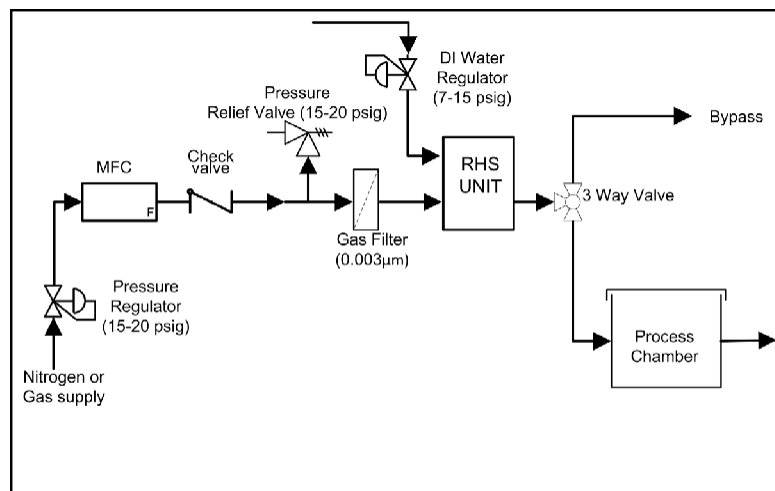 DI Water
Regulator
(7-15 psig)
Pressure
Relief Valve (15-20 psig)
Bypass
MFC
Check
valve
RHS
UNIT
F
3 Way Valve
Gas Filter
(0.003µm)
Pressure
Regulator
(15-20 psig)
Process
Chamber
Nitrogen or
Gas supply